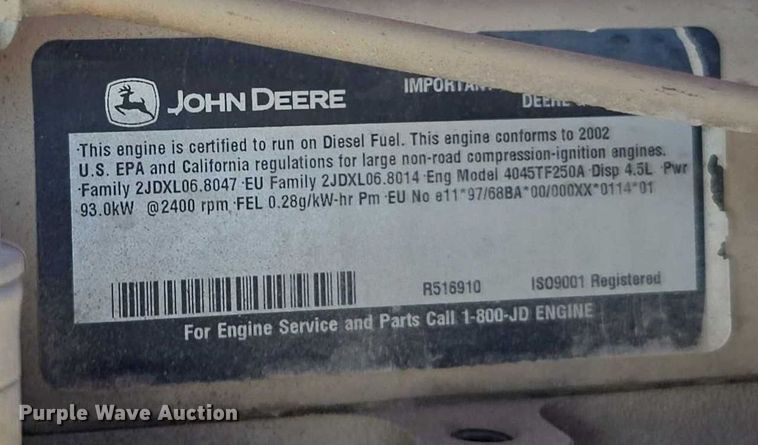 JOHN DEERE
IMPORTANT
DEERE
This engine is certified to run on Diesel Fuel. This engine conforms to 2002
U.S. EPA and California regulations for large non-road compression-ignition engines.
Family 2JDXL06.8047 EU Family 2JDXL06.8014 Eng Model 4045TF250A Disp 4.5L Pwr
93.0kW @2400 rpm FEL 0.28g/kW-hr Pm EU No e11*97/68BA*00/000XX*0114*01
R516910 ISO9001 Registered
For Engine Service and Parts Call 1-800-JD ENGINE
Purple Wave Auction